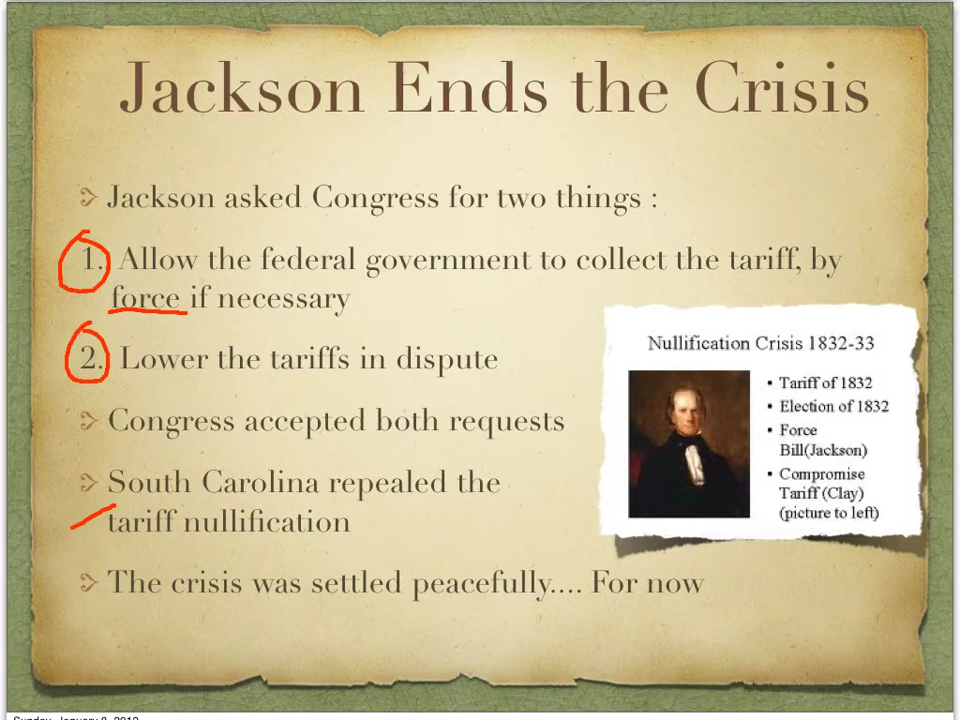 Jackson Ends the Crisis
Jackson asked Congress for two things :
1. Allow the federal government to collect the tariff, by
force if necessary
2. Lower the tariffs in dispute
Congress accepted both requests
South Carolina repealed the
tariff nullification
The crisis was settled peacefully.... For now
Nullification Crisis 1832-33
• Tariff of 1832
• Election of 1832
• Force
Bill(Jackson)
• Compromise
Tariff (Clay)
(picture to left)